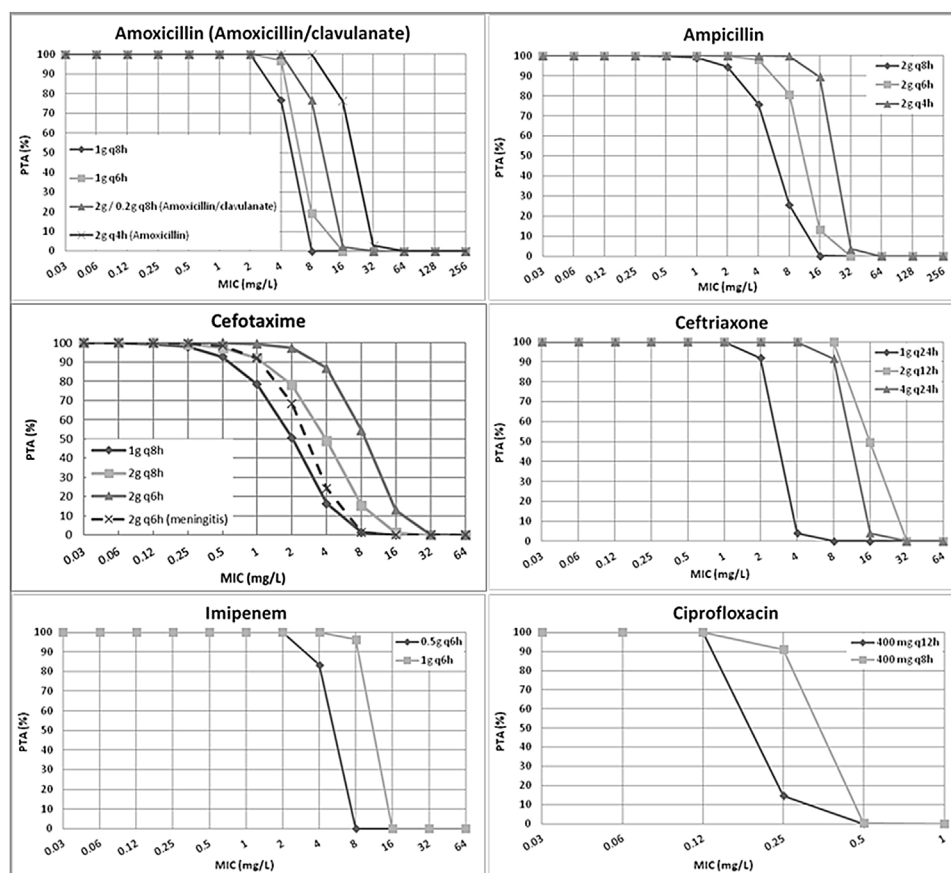 Amoxicillin (Amoxicillin/clavulanate)
PTA (%)
100
90
80
70
60
50
40
30
20
10
0
1g q8h
1g q6h
2g / 0.2g q8h (Amoxicillin/clavulanate)
2g q4h (Amoxicillin)
0.03 0.06 0.12 0.25 0.5 1 2 4 8 16 32 64 128 256
MIC (mg/L)
Ampicillin
PTA (%)
100
90
80
70
60
50
40
30
20
10
0
2g q8h
2g q6h
2g q4h
0.03 0.06 0.12 0.25 0.5 1 2 4 8 16 32 64 128 256
MIC (mg/L)
Cefotaxime
PTA (%)
100
90
80
70
60
50
40
30
20
10
0
1g q8h
2g q8h
2g q6h
2g q6h (meningitis)
0.03 0.06 0.12 0.25 0.5 1 2 4 8 16 32 64
MIC (mg/L)
Ceftriaxone
PTA (%)
100
90
80
70
60
50
40
30
20
10
0
1g q24h
2g q12h
4g q24h
0.03 0.06 0.12 0.25 0.5 1 2 4 8 16 32 64
MIC (mg/L)
Imipenem
PTA (%)
100
90
80
70
60
50
40
30
20
10
0
0.5g q6h
1g q6h
0.03 0.06 0.12 0.25 0.5 1 2 4 8 16 32 64
MIC (mg/L)
Ciprofloxacin
PTA (%)
100
90
80
70
60
50
40
30
20
10
0
400 mg q12h
400 mg q8h
0.03 0.06 0.12 0.25 0.5 1
MIC (mg/L)